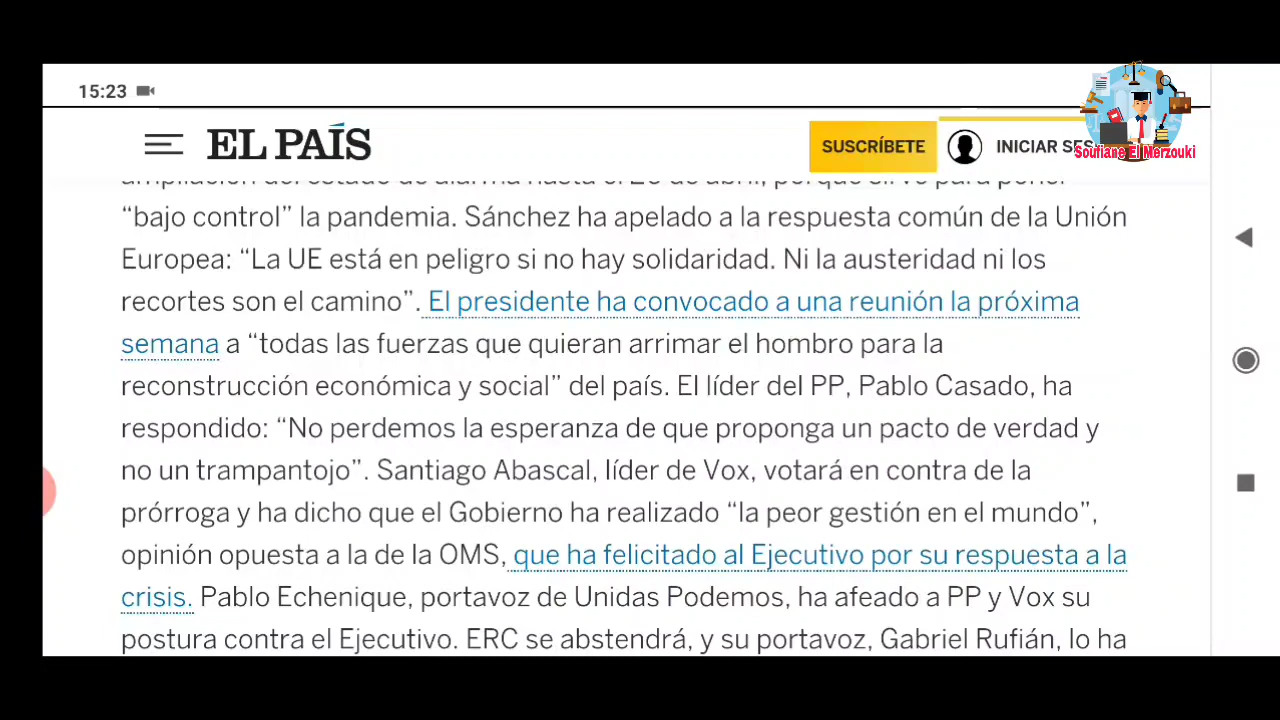 15:23
EL PAÍS
SUSCRÍBETE
INICIAR SES
Soufiane El Merzouki
ampliación del estado de alarma hasta el 26 de abril, porque sirve para poner
“bajo control” la pandemia. Sánchez ha apelado a la respuesta común de la Unión
Europea: “La UE está en peligro si no hay solidaridad. Ni la austeridad ni los
recortes son el camino”. El presidente ha convocado a una reunión la próxima
semana a “todas las fuerzas que quieran arrimar el hombro para la
reconstrucción económica y social” del país. El líder del PP, Pablo Casado, ha
respondido: “No perdemos la esperanza de que proponga un pacto de verdad y
no un trampantojo”. Santiago Abascal, líder de Vox, votará en contra de la
prórroga y ha dicho que el Gobierno ha realizado “la peor gestión en el mundo”,
opinión opuesta a la de la OMS, que ha felicitado al Ejecutivo por su respuesta a la
crisis. Pablo Echenique, portavoz de Unidas Podemos, ha afeado a PP y Vox su
postura contra el Ejecutivo. ERC se abstendrá, y su portavoz, Gabriel Rufián, lo ha